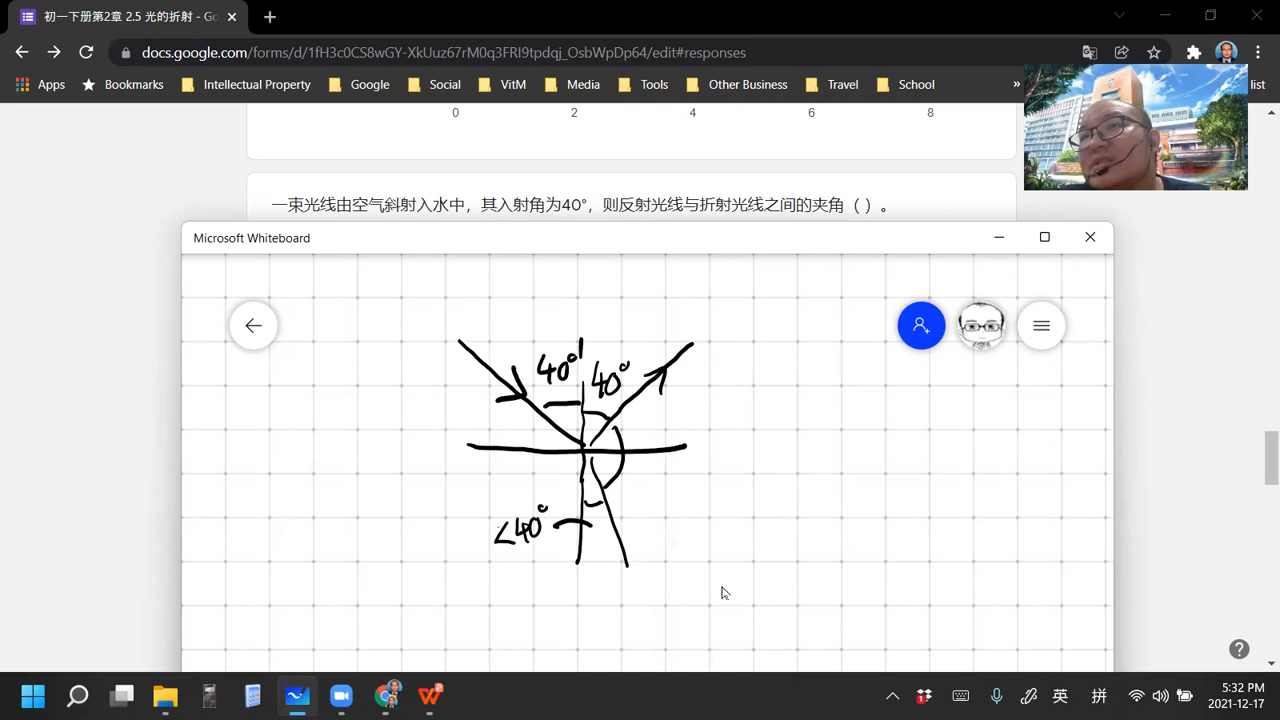 初一下册第2章 2.5 光的折射 - Go
docs.google.com/forms/d/1fH3c0CS8wGY-XkUuz67rM0q3FRI9tpdqj_OsbWpDp64/edit#responses
Apps Bookmarks Intellectual Property Google Social VitM Media Tools Other Business Travel School » list
0 2 4 6 8
一束光线由空气斜射入水中，其入射角为40°，则反射光线与折射光线之间的夹角（ ）。
Microsoft Whiteboard
40° 40°
<40°
英 拼 5:32 PM
2021-12-17